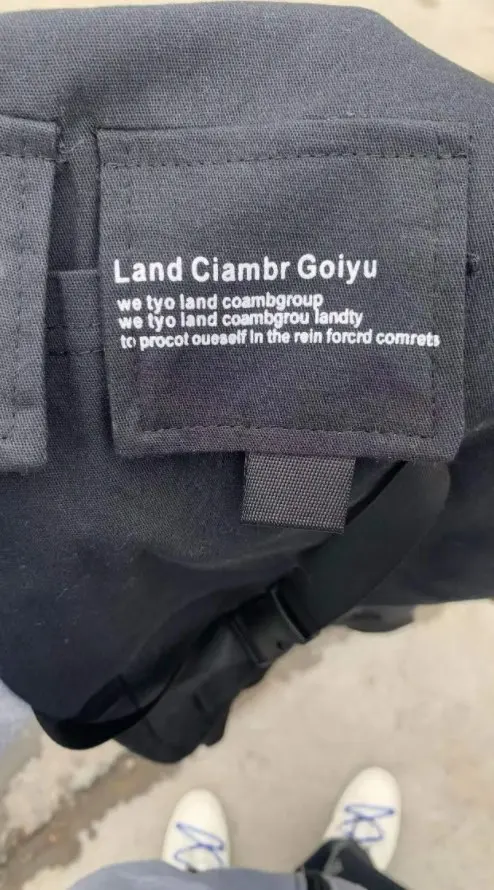 Land Ciambr Goiyu
we tyo land coambgroup
we tyo land coambgrou landty
to procot oueself In the rein forcrd comrets